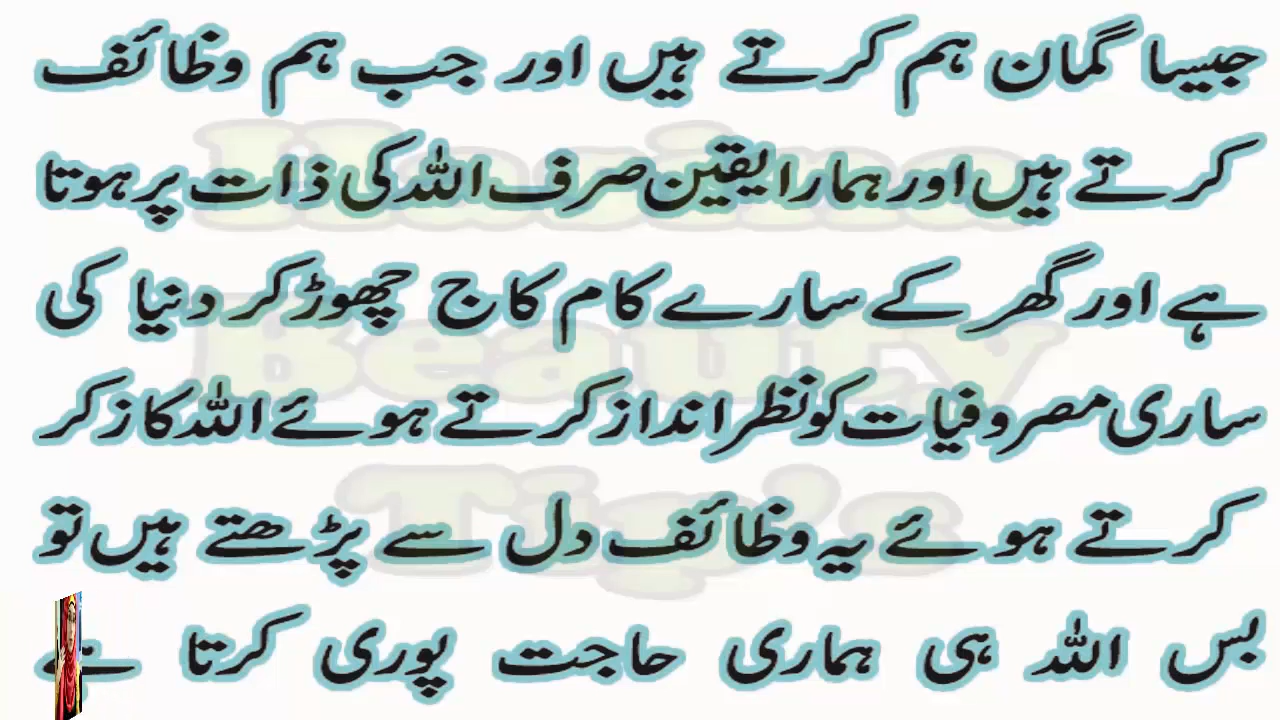 جیسا گمان ہم کرتے ہیں اور جب ہم وظائف
کرتے ہیں اور ہمارا یقین صرف اللہ کی ذات پر ہوتا
ہے اور گھر کے سارے کام کاج چھوڑ کر دنیا کی
ساری مصروفیات کو نظر انداز کرتے ہوئے اللہ کا زکر
کرتے ہوئے یہ وظائف دل سے پڑھتے ہیں تو
بس اللہ ہی ہماری حاجت پوری کرتا ہے
Beauty
Tip's